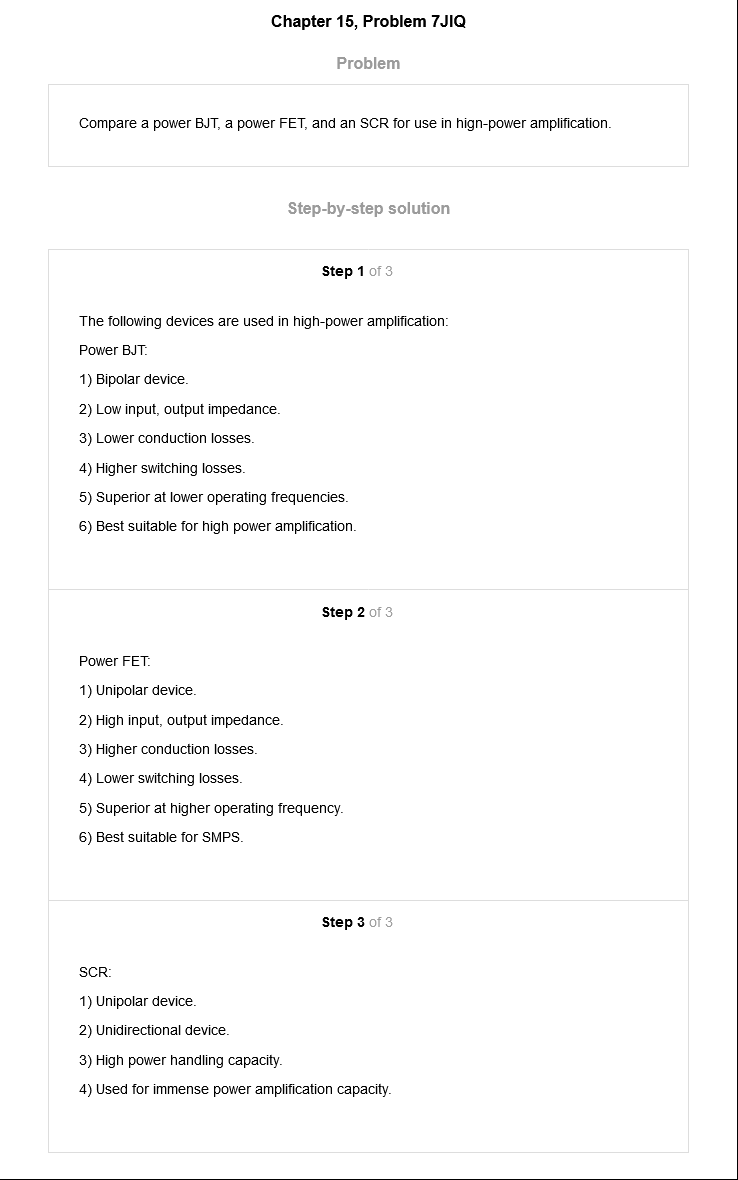 Chapter 15, Problem 7JIQ
Problem
Compare a power BJT, a power FET, and an SCR for use in hign-power amplification.
Step-by-step solution
Step 1 of 3
The following devices are used in high-power amplification:
Power BJT:
1) Bipolar device.
2) Low input, output impedance.
3) Lower conduction losses.
4) Higher switching losses.
5) Superior at lower operating frequencies.
6) Best suitable for high power amplification.
Step 2 of 3
Power FET:
1) Unipolar device.
2) High input, output impedance.
3) Higher conduction losses.
4) Lower switching losses.
5) Superior at higher operating frequency.
6) Best suitable for SMPS.
Step 3 of 3
SCR:
1) Unipolar device.
2) Unidirectional device.
3) High power handling capacity.
4) Used for immense power amplification capacity.